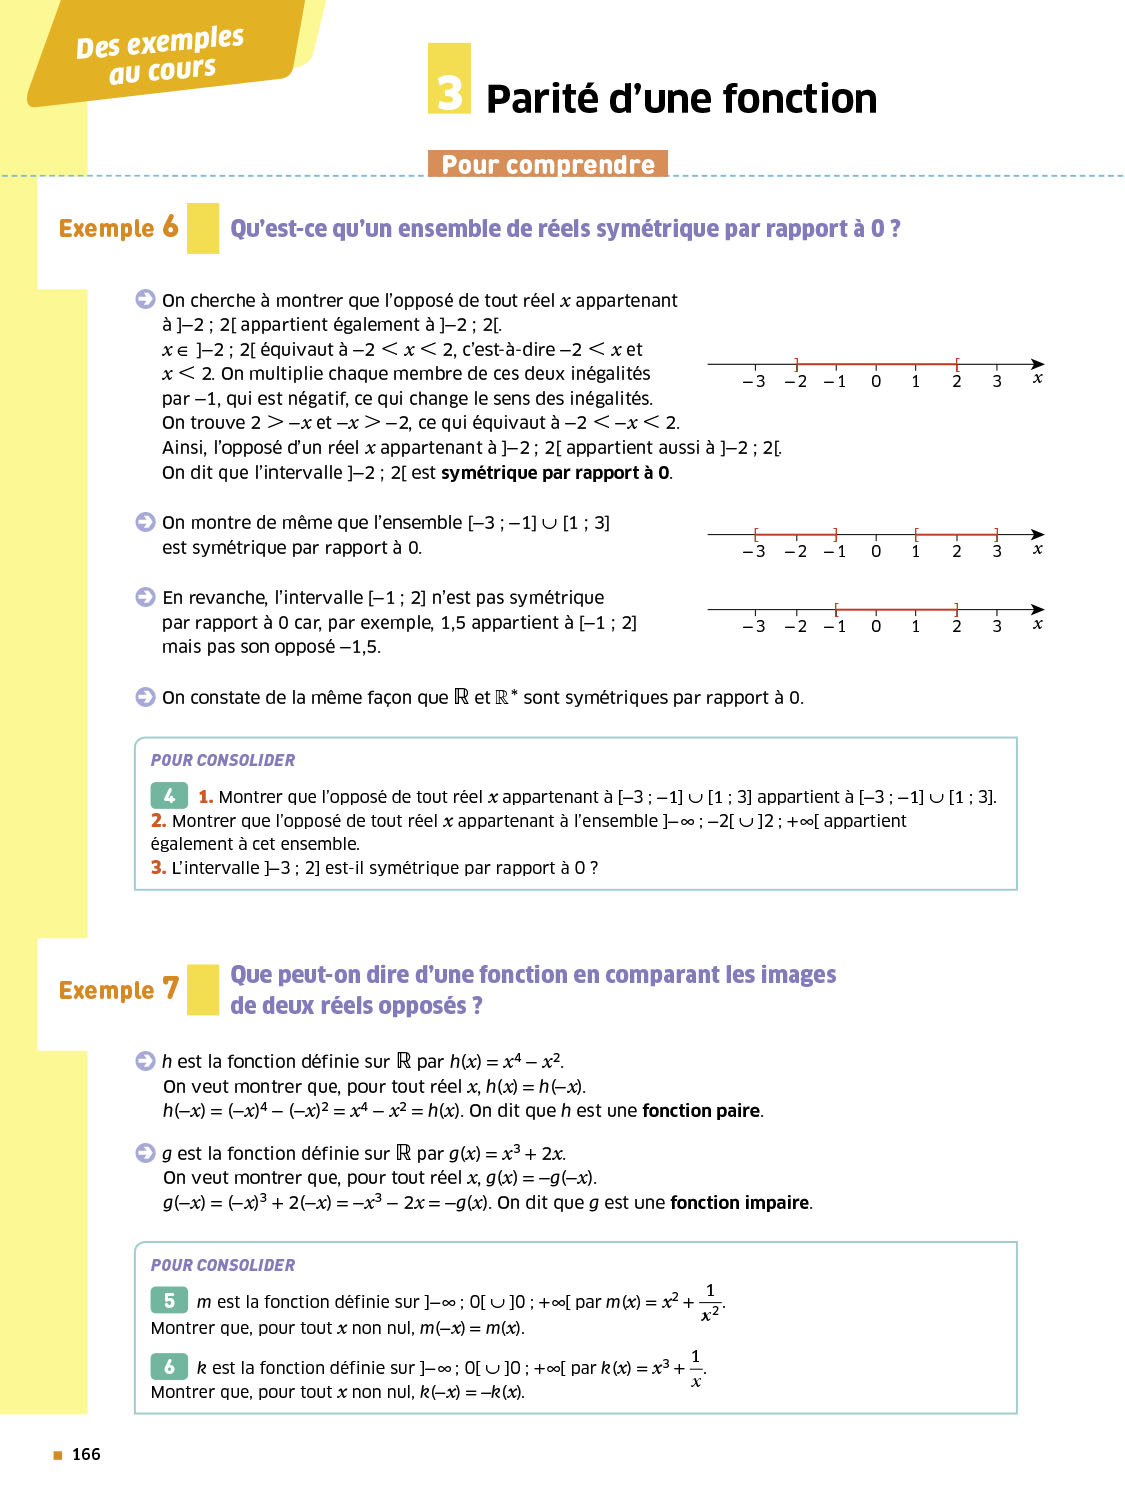 Des exemples
au cours
3 Parité d’une fonction
Pour comprendre
Exemple 6 Qu’est-ce qu’un ensemble de réels symétrique par rapport à 0 ?
On cherche à montrer que l’opposé de tout réel x appartenant
à ]–2 ; 2[ appartient également à ]–2 ; 2[.
x ∈ ]–2 ; 2[ équivaut à –2 < x < 2, c’est-à-dire –2 < x et
x < 2. On multiplie chaque membre de ces deux inégalités
par –1, qui est négatif, ce qui change le sens des inégalités.
On trouve 2 > –x et –x > –2, ce qui équivaut à –2 < –x < 2.
Ainsi, l’opposé d’un réel x appartenant à ]–2 ; 2[ appartient aussi à ]–2 ; 2[.
On dit que l’intervalle ]–2 ; 2[ est symétrique par rapport à 0.
] [
–3 –2 –1 0 1 2 3 x
On montre de même que l’ensemble [–3 ; –1] ∪ [1 ; 3]
est symétrique par rapport à 0.
[ ] [ ]
–3 –2 –1 0 1 2 3 x
En revanche, l’intervalle [–1 ; 2] n’est pas symétrique
par rapport à 0 car, par exemple, 1,5 appartient à [–1 ; 2]
mais pas son opposé –1,5.
[ ]
–3 –2 –1 0 1 2 3 x
On constate de la même façon que ℝ et ℝ* sont symétriques par rapport à 0.
POUR CONSOLIDER
4 1. Montrer que l’opposé de tout réel x appartenant à [–3 ; –1] ∪ [1 ; 3] appartient à [–3 ; –1] ∪ [1 ; 3].
2. Montrer que l’opposé de tout réel x appartenant à l’ensemble ]–∞ ; –2[ ∪ ]2 ; +∞[ appartient
également à cet ensemble.
3. L’intervalle ]–3 ; 2] est-il symétrique par rapport à 0 ?
Exemple 7 Que peut-on dire d’une fonction en comparant les images
de deux réels opposés ?
h est la fonction définie sur ℝ par h(x) = x⁴ – x².
On veut montrer que, pour tout réel x, h(x) = h(–x).
h(–x) = (–x)⁴ – (–x)² = x⁴ – x² = h(x). On dit que h est une fonction paire.
g est la fonction définie sur ℝ par g(x) = x³ + 2x.
On veut montrer que, pour tout réel x, g(x) = –g(–x).
g(–x) = (–x)³ + 2(–x) = –x³ – 2x = –g(x). On dit que g est une fonction impaire.
POUR CONSOLIDER
5 m est la fonction définie sur ]–∞ ; 0[ ∪ ]0 ; +∞[ par m(x) = x² + 1/x².
Montrer que, pour tout x non nul, m(–x) = m(x).
6 k est la fonction définie sur ]–∞ ; 0[ ∪ ]0 ; +∞[ par k(x) = x³ + 1/x.
Montrer que, pour tout x non nul, k(–x) = –k(x).
166